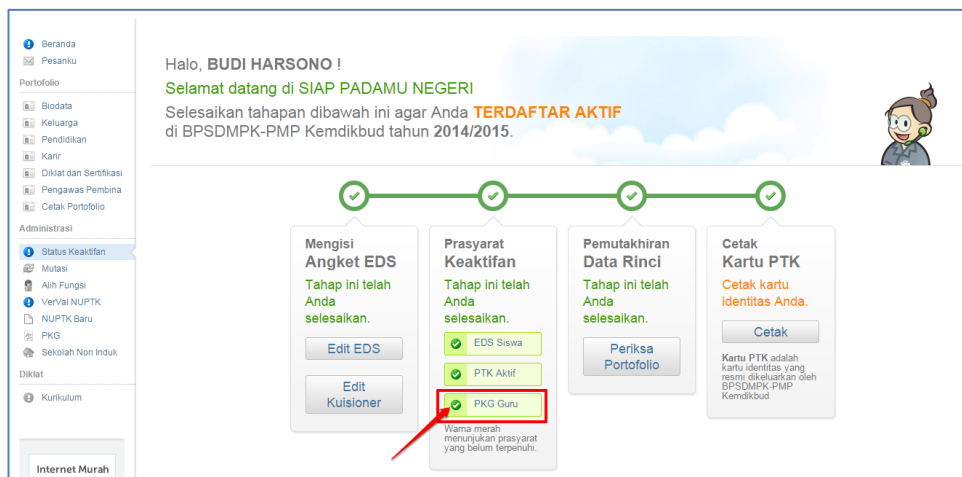 Beranda
Pesanku
Portofolio
Biodata
Keluarga
Pendidikan
Karir
Diklat dan Sertifikasi
Pengawas Pembina
Cetak Portofolio
Administrasi
Status Keaktifan
Mutasi
Alih Fungsi
VerVal NUPTK
NUPTK Baru
PKG
Sekolah Non Induk
Diklat
Kurikulum
Internet Murah
Halo, BUDI HARSONO !
Selamat datang di SIAP PADAMU NEGERI
Selesaikan tahapan dibawah ini agar Anda TERDAFTAR AKTIF
di BPSDMPK-PMP Kemdikbud tahun 2014/2015.
Mengisi
Angket EDS
Tahap ini telah
Anda
selesaikan.
Edit EDS
Edit
Kuisioner
Prasyarat
Keaktifan
Tahap ini telah
Anda
selesaikan.
EDS Siswa
PTK Aktif
PKG Guru
Warna merah
menunjukan prasyarat
yang belum terpenuhi.
Pemutakhiran
Data Rinci
Tahap ini telah
Anda
selesaikan.
Periksa
Portofolio
Cetak
Kartu PTK
Cetak kartu
identitas Anda.
Cetak
Kartu PTK adalah
kartu identitas yang
resmi dikeluarkan oleh
BPSDMPK-PMP
Kemdikbud